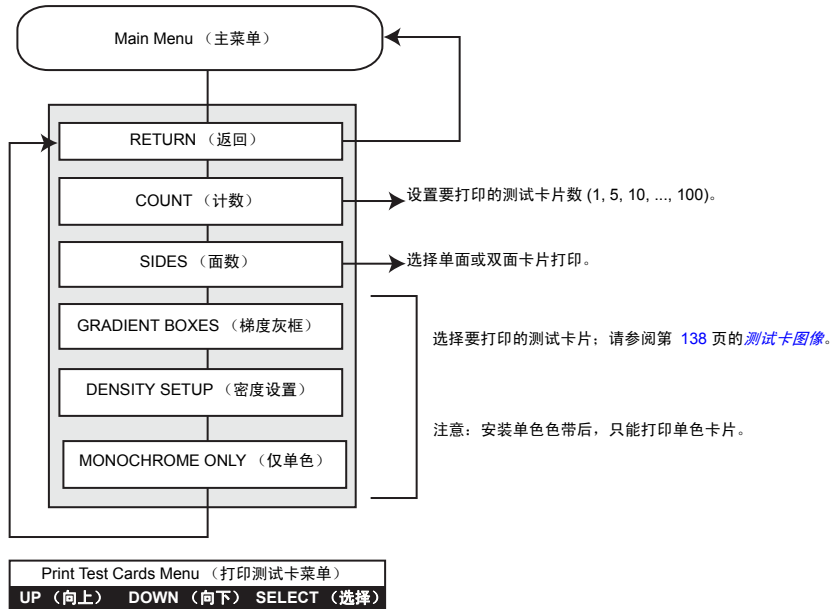 Main Menu （主菜单）
RETURN （返回）
COUNT （计数）
设置要打印的测试卡片数 (1, 5, 10, ..., 100)。
SIDES （面数）
选择单面或双面卡片打印。
GRADIENT BOXES （梯度灰框）
选择要打印的测试卡片；请参阅第 138 页的测试卡图像。
DENSITY SETUP （密度设置）
注意：安装单色色带后，只能打印单色卡片。
MONOCHROME ONLY （仅单色）
Print Test Cards Menu （打印测试卡菜单）
UP （向上） DOWN （向下） SELECT （选择）